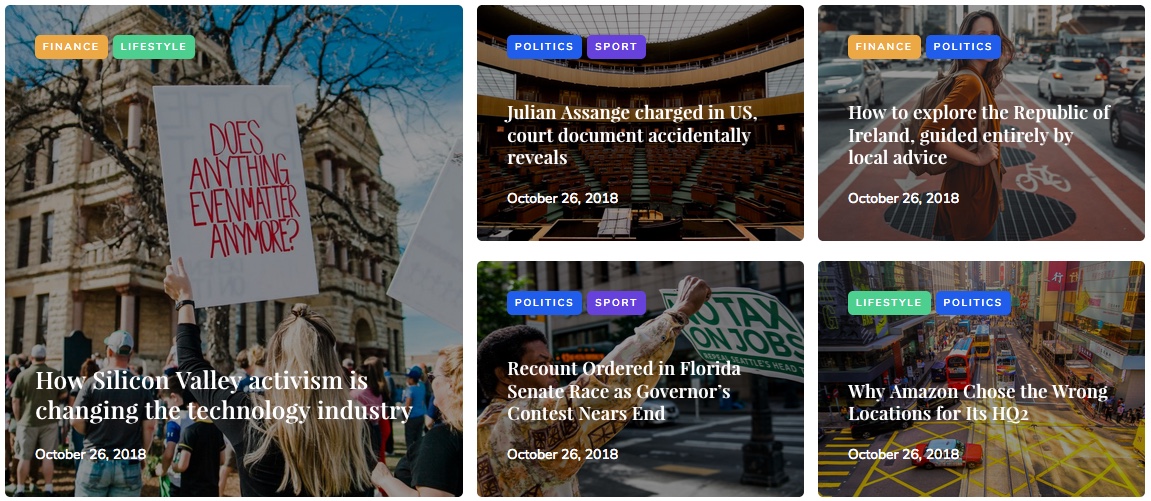 FINANCE LIFESTYLE
DOES
ANYTHING
EVEN MATTER
ANYMORE?
How Silicon Valley activism is
changing the technology industry
October 26, 2018
POLITICS SPORT
Julian Assange charged in US,
court document accidentally
reveals
October 26, 2018
FINANCE POLITICS
How to explore the Republic of
Ireland, guided entirely by
local advice
October 26, 2018
POLITICS SPORT
NO TAX
ON JOBS
REPEAL SEATTLE'S HEAD
Recount Ordered in Florida
Senate Race as Governor’s
Contest Nears End
October 26, 2018
LIFESTYLE POLITICS
Why Amazon Chose the Wrong
Locations for Its HQ2
October 26, 2018